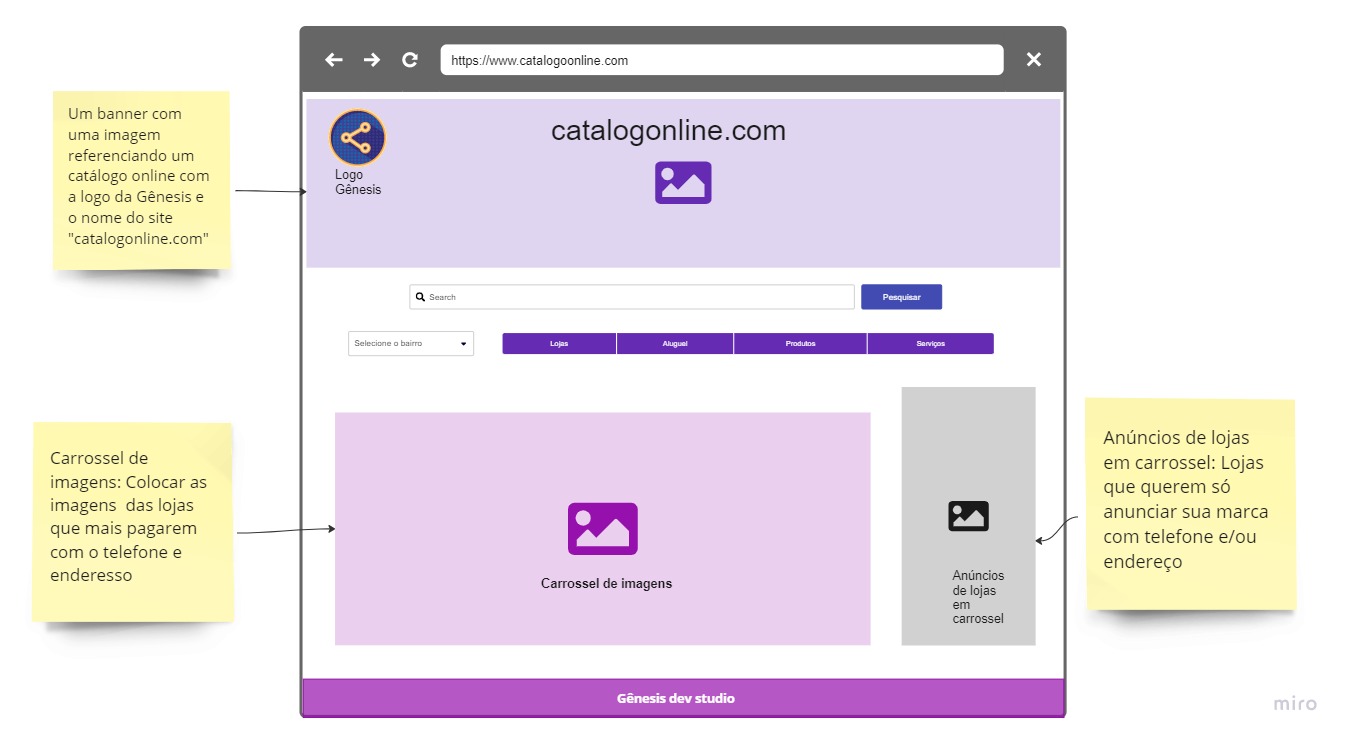 https://www.catalogoonline.com
Um banner com
uma imagem
referenciando um
catálogo online com
a logo da Gênesis e
o nome do site
"catalogonline.com"
catalogonline.com
Logo
Gênesis
Search
Pesquisar
Selecione o bairro
Lojas
Aluguel
Produtos
Serviços
Carrossel de
imagens: Colocar as
imagens  das lojas
que mais pagarem
com o telefone e
enderesso
Carrossel de imagens
Anúncios
de lojas
em
carrossel
Anúncios de lojas
em carrossel: Lojas
que querem só
anunciar sua marca
com telefone e/ou
endereço
Gênesis dev studio
miro